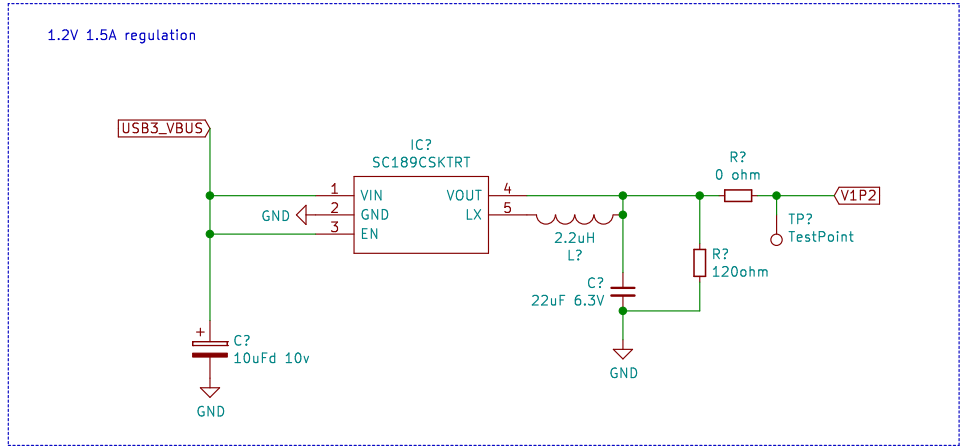 1.2V 1.5A regulation
USB3_VBUS
IC?
SC189CSKTRT
1
VIN
2
GND
3
EN
VOUT
4
LX
5
GND
2.2uH
L?
R?
0 ohm
V1P2
TP?
TestPoint
R?
120ohm
C?
22uF 6.3V
GND
+
C?
10uFd 10v
GND